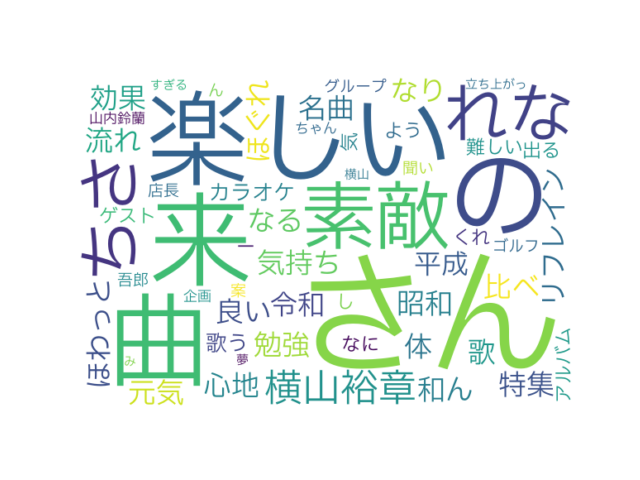 すぎる
ん
グループ
立ち上がっ
効果
楽しい
名曲
なり
れな
山内鈴蘭
ちゃん
気
よう
難しい
出る
流れ
ほぐれ
聞い
の
ちさ
店長
来
カラオケ
素敵
横山
リフレイン
ゲスト
なる
くれ
ゴルフ
一
気持ち
平成
吾郎
比べ
ほわっと
企画
案
さん
曲
良い
令和
し
昭和
アルバム
歌う
勉強
なに
体
歌
み
夢
元気
心地
横山裕章
和ん
特集